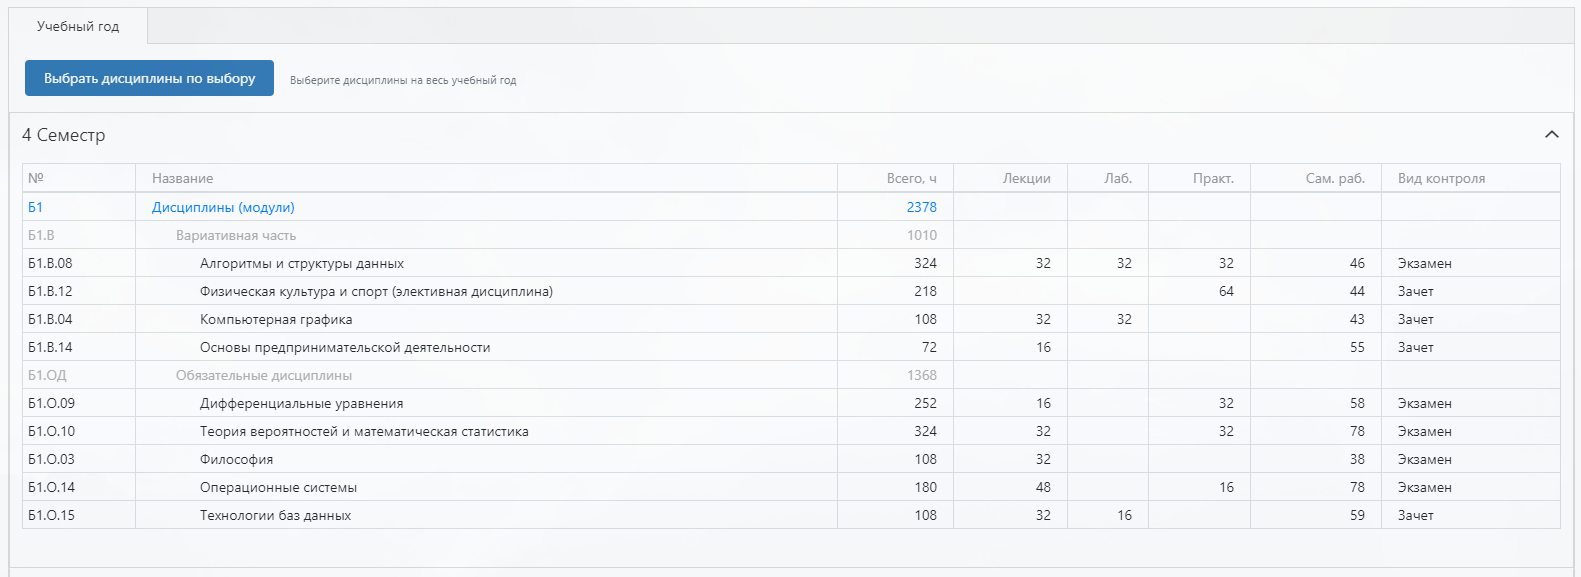 Учебный год
Выбрать дисциплины по выбору Выберите дисциплины на весь учебный год
4 Семестр
№ Название Всего, ч Лекции Лаб. Практ. Сам. раб. Вид контроля
Б1 Дисциплины (модули) 2378
Б1.В Вариативная часть 1010
Б1.В.08 Алгоритмы и структуры данных 324 32 32 32 46 Экзамен
Б1.В.12 Физическая культура и спорт (элективная дисциплина) 218 64 44 Зачет
Б1.В.04 Компьютерная графика 108 32 32 43 Зачет
Б1.В.14 Основы предпринимательской деятельности 72 16 55 Зачет
Б1.ОД Обязательные дисциплины 1368
Б1.О.09 Дифференциальные уравнения 252 16 32 58 Экзамен
Б1.О.10 Теория вероятностей и математическая статистика 324 32 32 78 Экзамен
Б1.О.03 Философия 108 32 38 Экзамен
Б1.О.14 Операционные системы 180 48 16 78 Экзамен
Б1.О.15 Технологии баз данных 108 32 16 59 Зачет